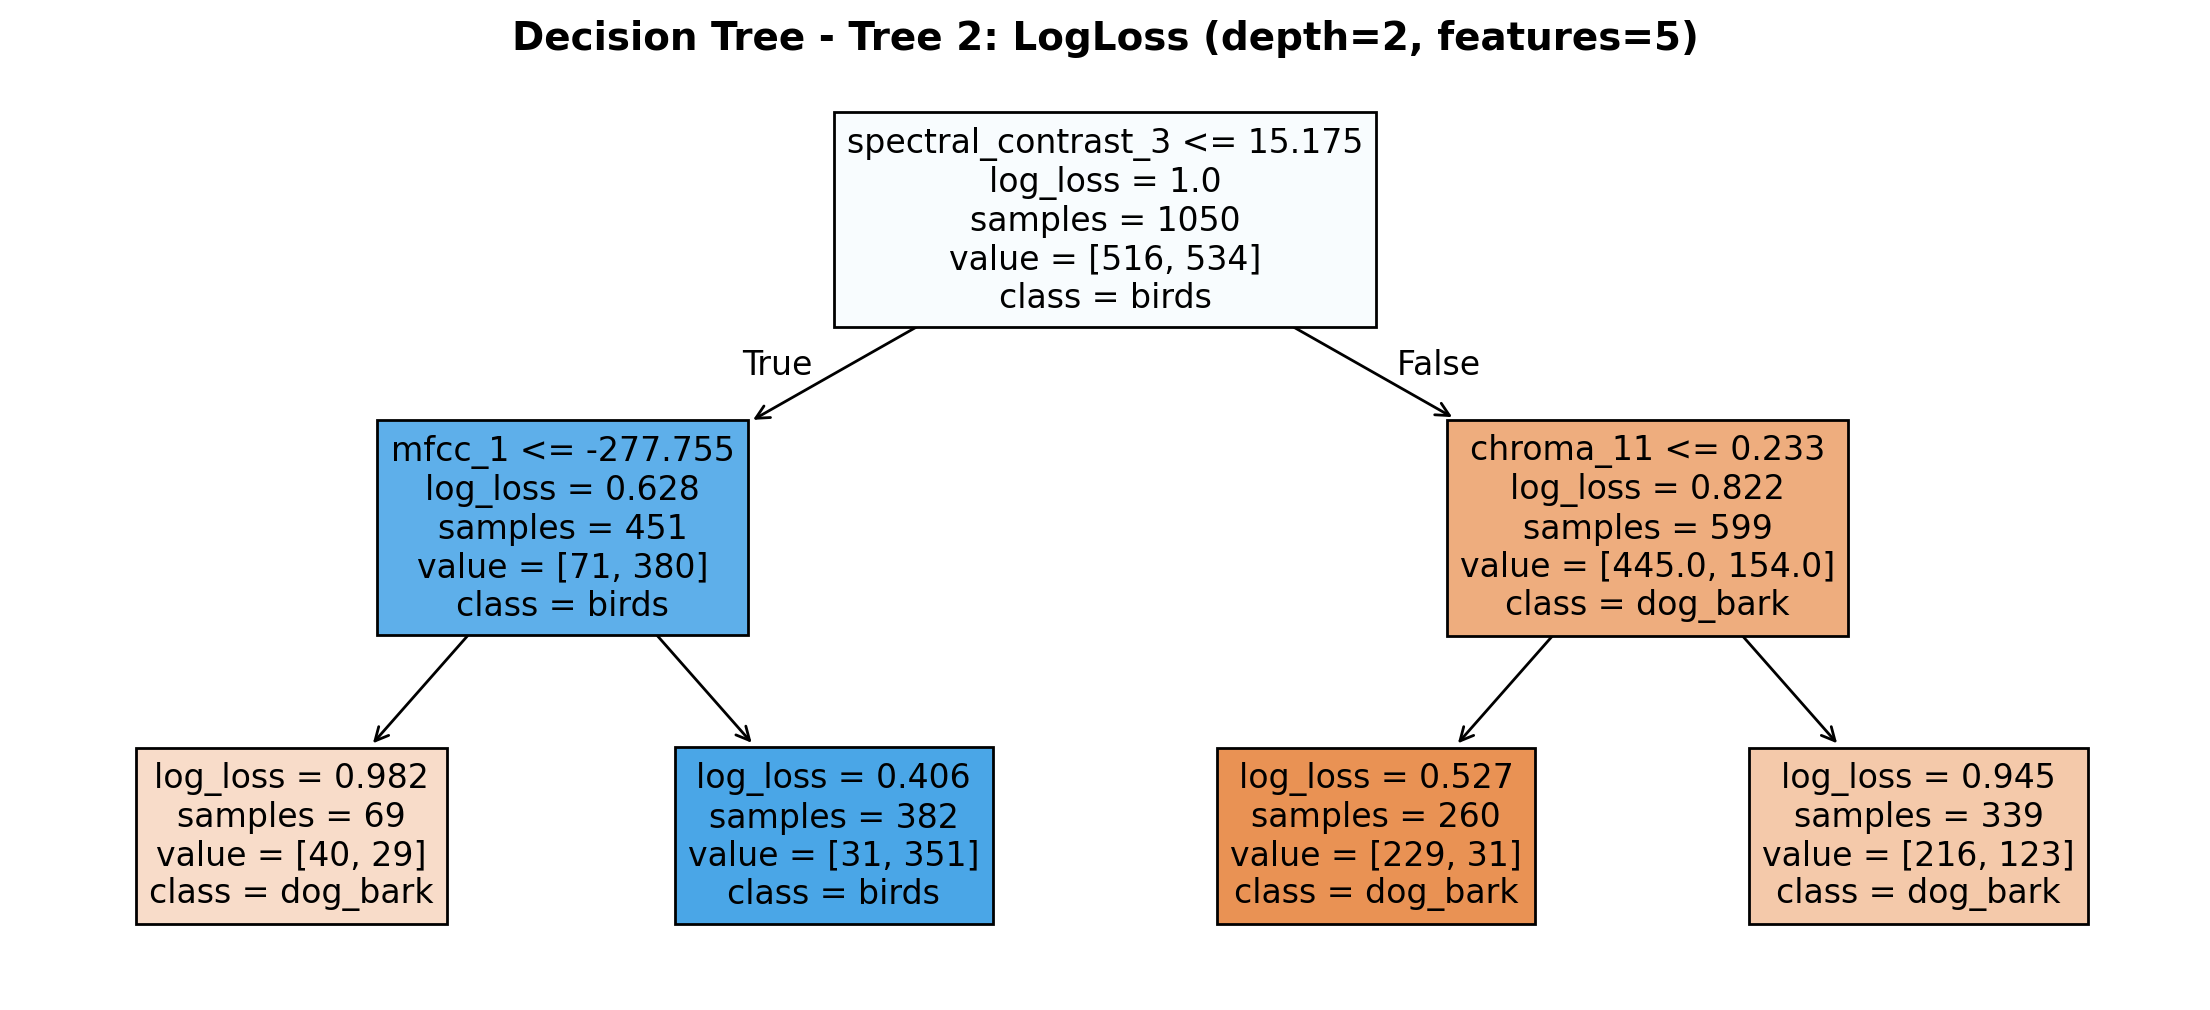 Decision Tree - Tree 2: LogLoss (depth=2, features=5)
spectral_contrast_3 <= 15.175
log_loss = 1.0
samples = 1050
value = [516, 534]
class = birds
True
False
mfcc_1 <= -277.755
log_loss = 0.628
samples = 451
value = [71, 380]
class = birds
chroma_11 <= 0.233
log_loss = 0.822
samples = 599
value = [445.0, 154.0]
class = dog_bark
log_loss = 0.982
samples = 69
value = [40, 29]
class = dog_bark
log_loss = 0.406
samples = 382
value = [31, 351]
class = birds
log_loss = 0.527
samples = 260
value = [229, 31]
class = dog_bark
log_loss = 0.945
samples = 339
value = [216, 123]
class = dog_bark